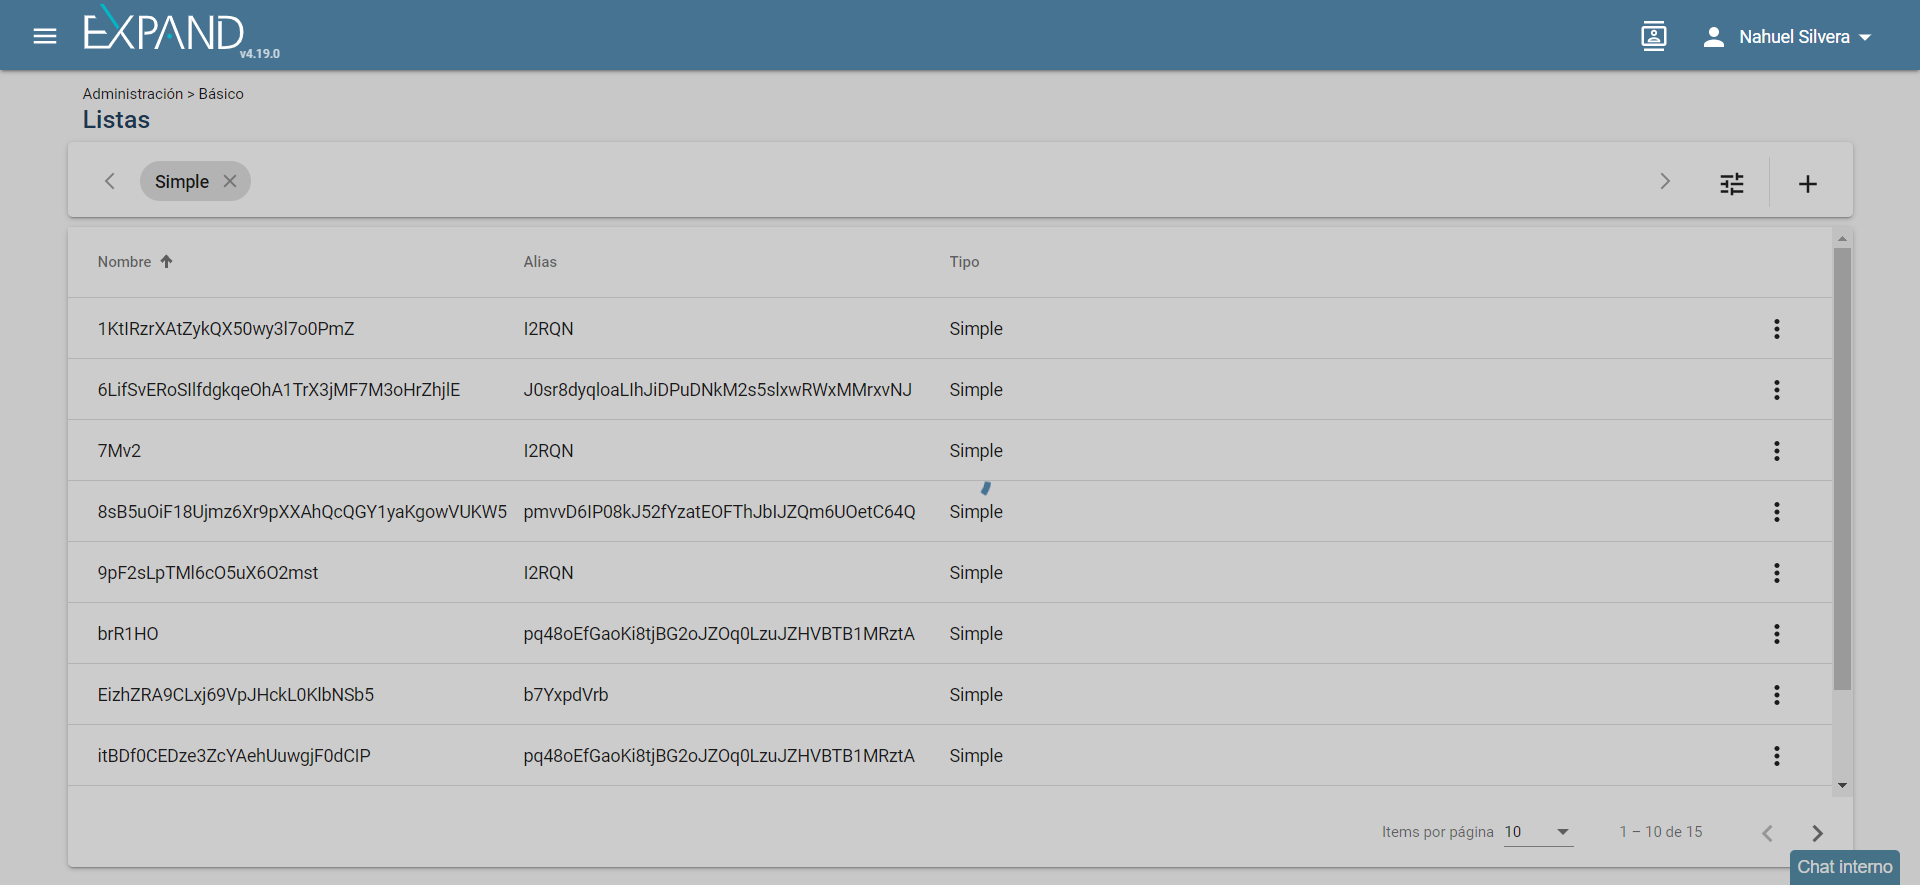 EXPAND
v4.19.0
Nahuel Silvera
Administración > Básico
Listas
Simple
Nombre Alias Tipo
1KtIRzrXAtZykQX50wy3l7o0PmZ I2RQN Simple
6LifSvERoSIlfdgkqeOhA1TrX3jMF7M3oHrZhjlE J0sr8dyqloaLIhJiDPuDNkM2s5slxwRWxMMrxvNJ Simple
7Mv2 I2RQN Simple
8sB5uOiF18Ujmz6Xr9pXXAhQcQGY1yaKgowVUKW5 pmvvD6IP08kJ52fYzatEOFThJbIJZQm6UOetC64Q Simple
9pF2sLpTMl6cO5uX6O2mst I2RQN Simple
brR1HO pq48oEfGaoKi8tjBG2oJZOq0LzuJZHVBTB1MRztA Simple
EizhZRA9CLxj69VpJHckL0KlbNSb5 b7YxpdVrb Simple
itBDf0CEDze3ZcYAehUuwgjF0dCIP pq48oEfGaoKi8tjBG2oJZOq0LzuJZHVBTB1MRztA Simple
Items por página 10 1 – 10 de 15
Chat interno